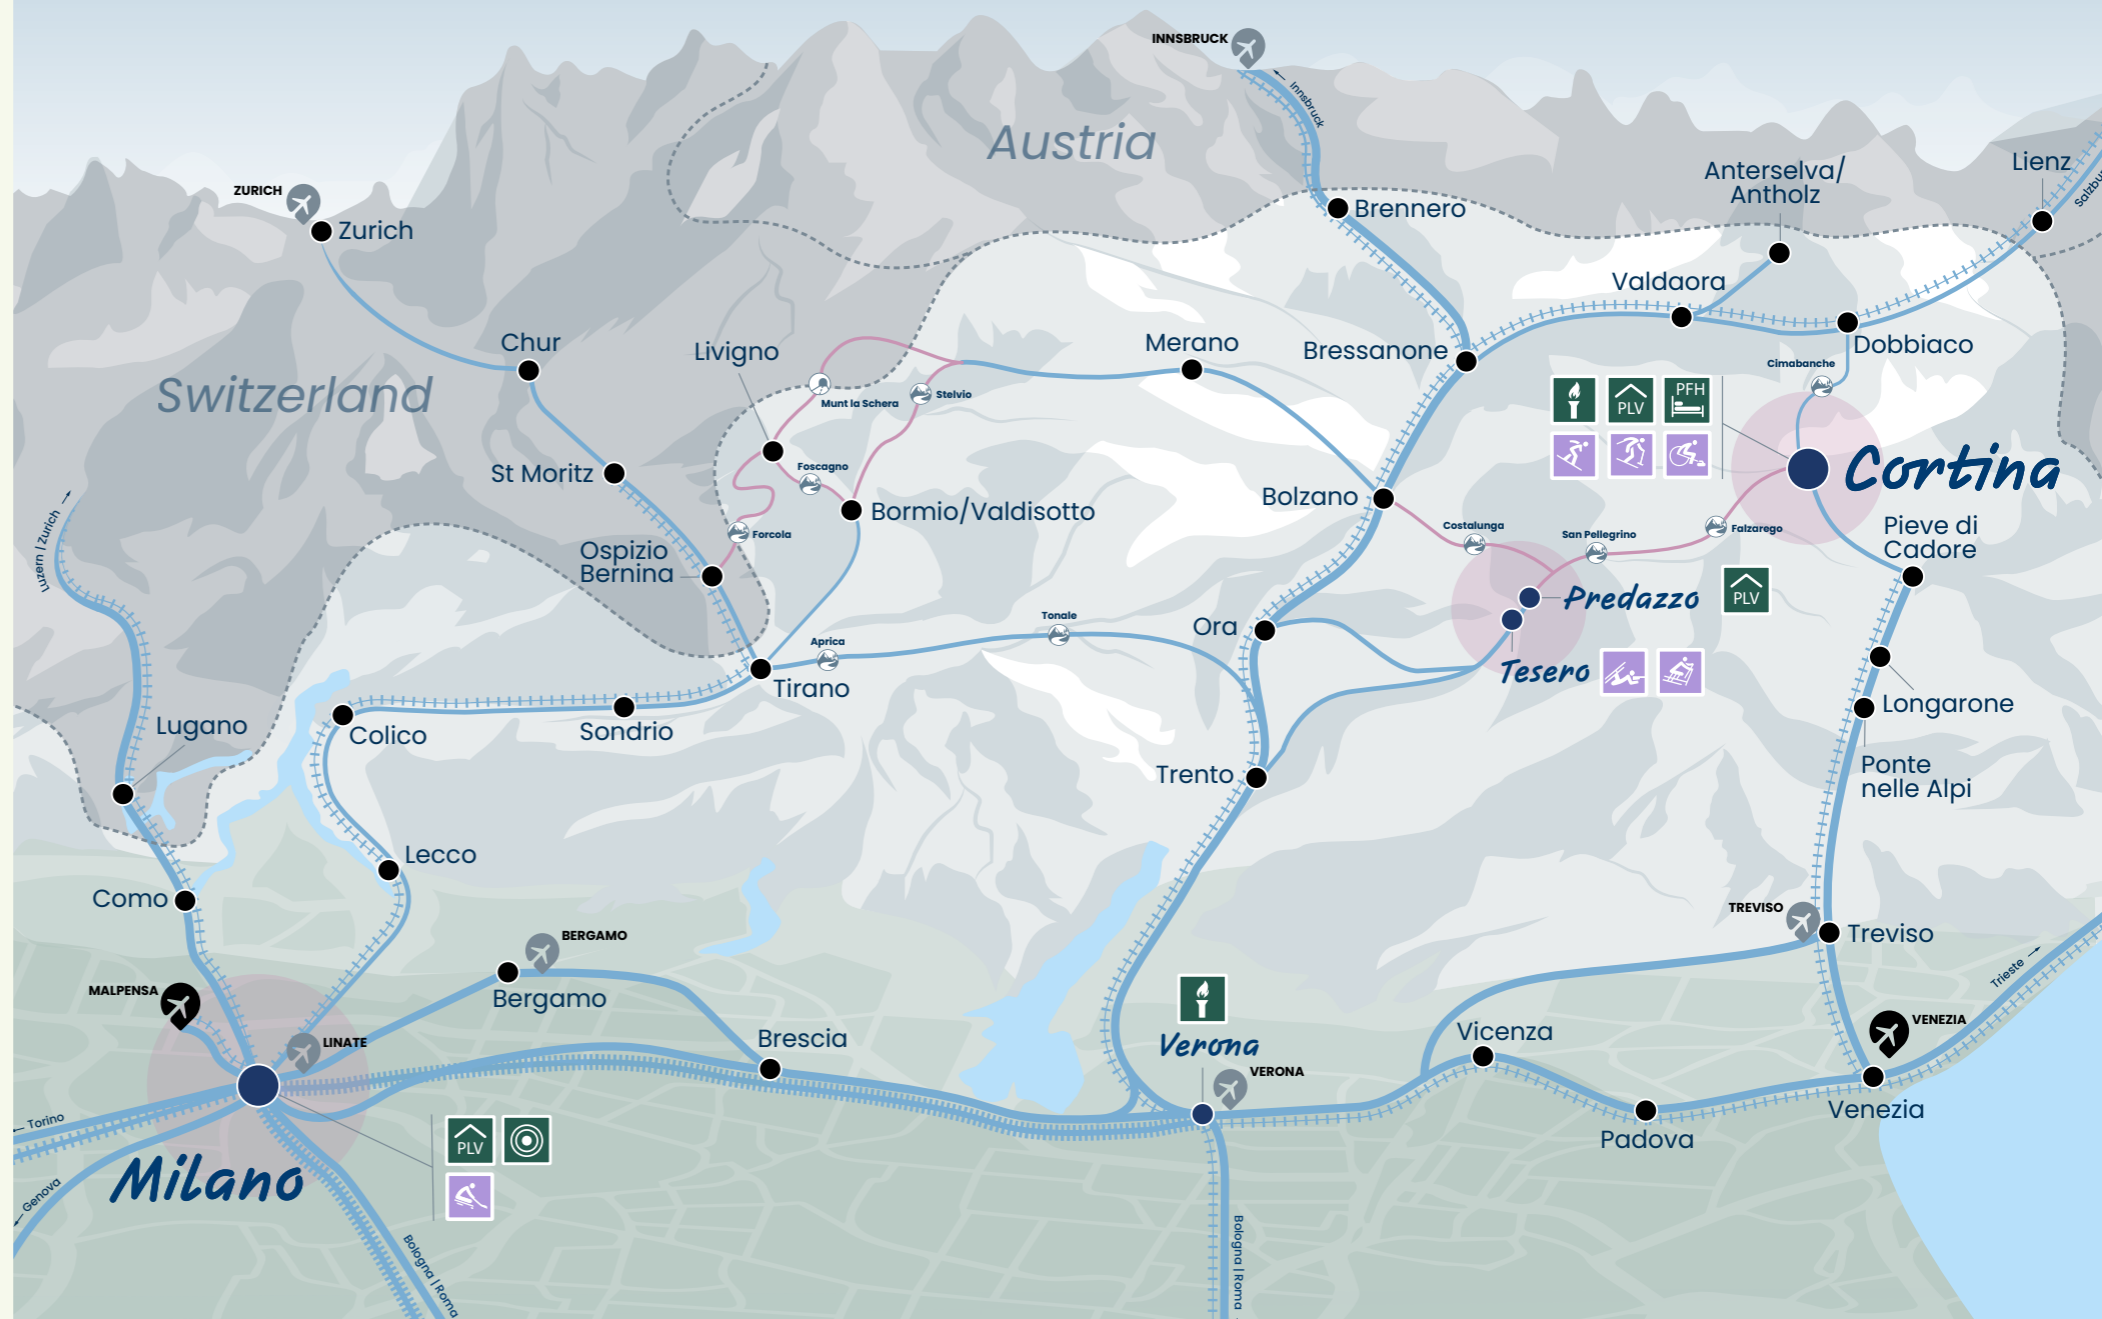 INNSBRUCK
← Innsbruck
Austria
Anterselva/
Antholz
Lienz
ZURICH
Zurich
Brennero
Valdaora
Chur
Livigno
Merano
Bressanone
Dobbiaco
Cimabanche
Switzerland
Munt la Schera
Stelvio
PLV
PFH
St Moritz
Foscagno
Cortina
Bolzano
Bormio/Valdisotto
Costalunga
San Pellegrino
Falzarego
Pieve di
Cadore
Luzern | Zurich →
Forcola
Ospizio
Bernina
Predazzo
PLV
Aprica
Tonale
Ora
Tesero
Tirano
Longarone
Lugano
Colico
Sondrio
Trento
Ponte
nelle Alpi
Lecco
Como
TREVISO
Treviso
BERGAMO
Bergamo
MALPENSA
Trieste →
LINATE
Brescia
Verona
VERONA
Vicenza
VENEZIA
Venezia
Padova
← Torino
PLV
Milano
← Genova
Bologna | Roma
Bologna | Roma